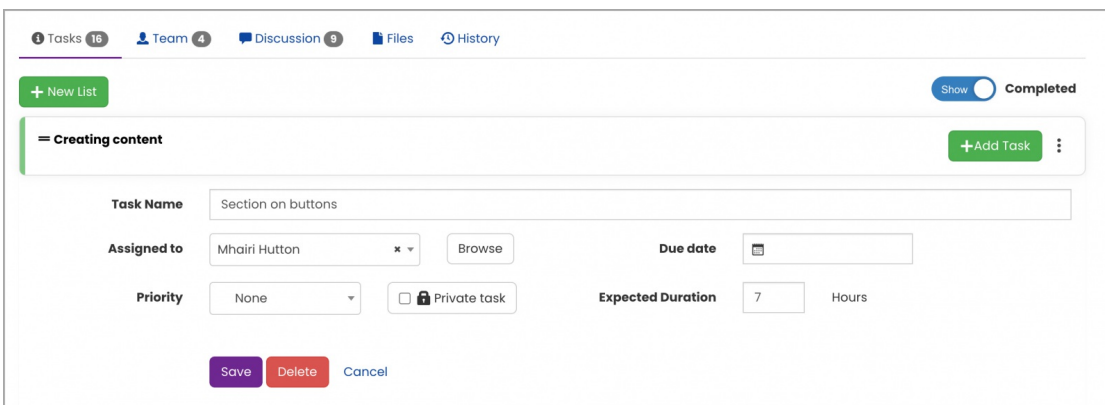 Tasks 16 Team 4 Discussion 9 Files History
+ New List Show Completed
Creating content +Add Task
Task Name Section on buttons
Assigned to Mhairi Hutton × Browse Due date
Priority None Private task Expected Duration 7 Hours
Save Delete Cancel